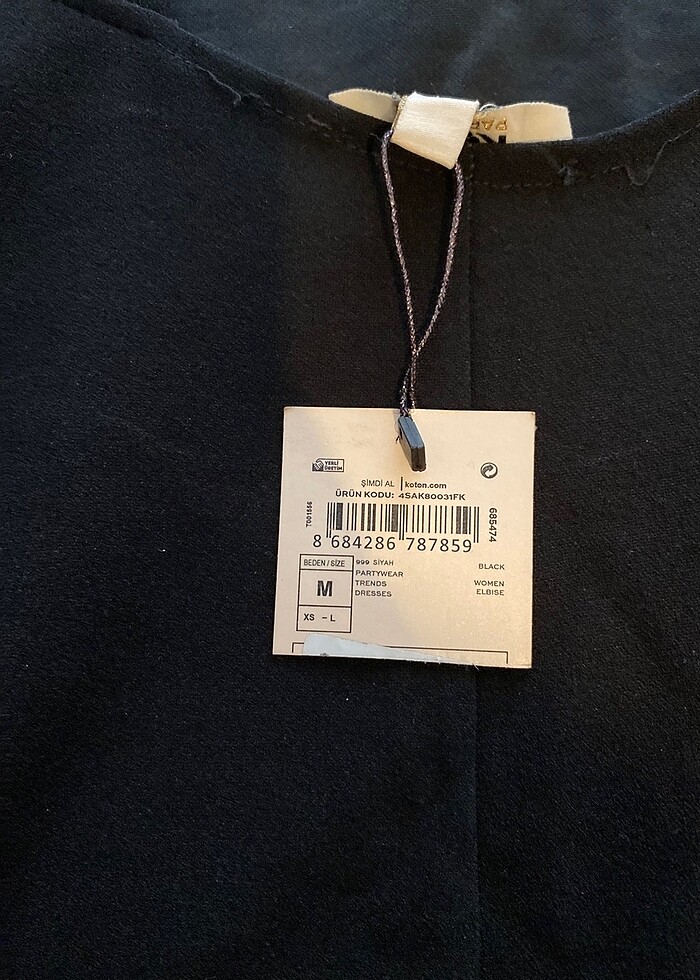 PAR
YERLİ
ÜRETİM
ŞİMDİ AL koton.com
ÜRÜN KODU: 4SAK80031FK
T001556
685474
8 684286 787859
BEDEN / SIZE
M
XS - L
999 SİYAH
PARTYWEAR
TRENDS
DRESSES
BLACK
WOMEN
ELBISE